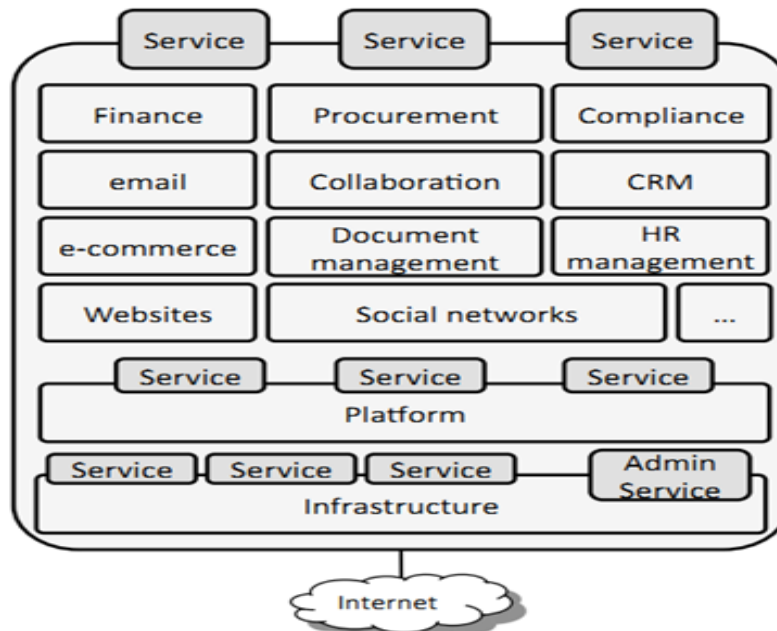 Service Service Service
Finance Procurement Compliance
email Collaboration CRM
e-commerce Document management HR management
Websites Social networks ...
Service Service Service
Platform
Service Service Service Admin Service
Infrastructure
Internet